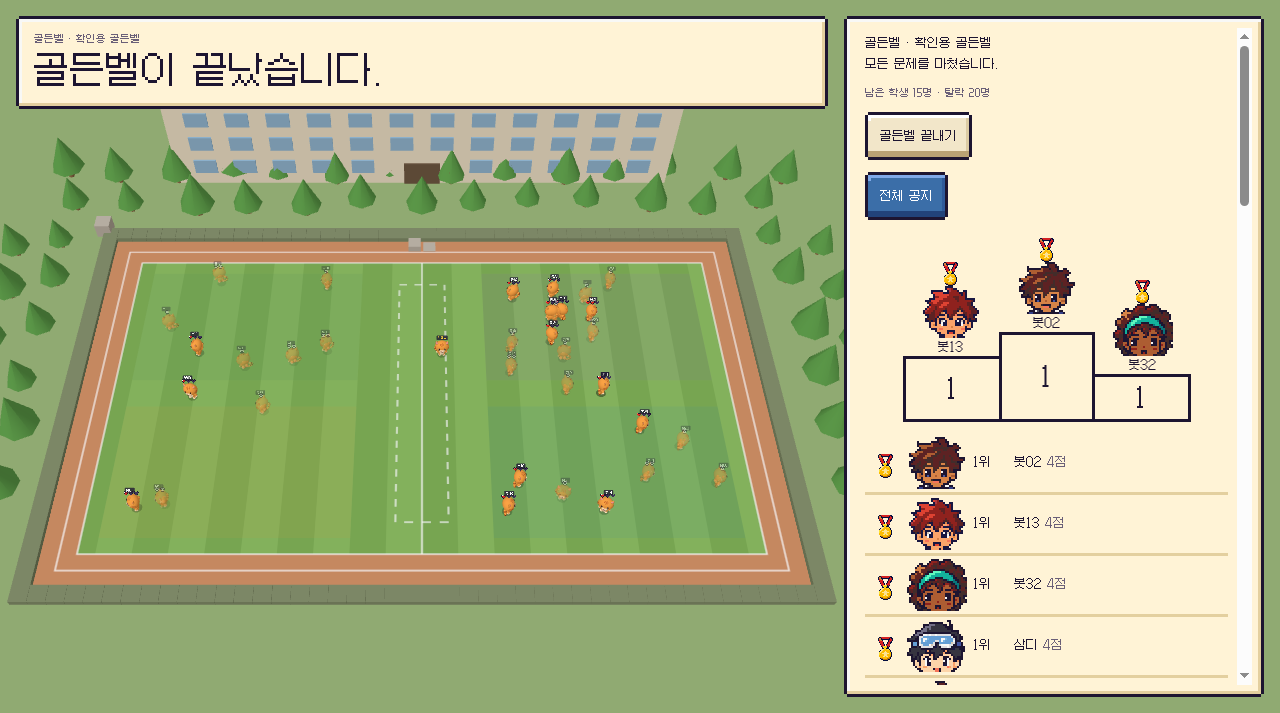 골든벨 · 확인용 골든벨
골든벨이 끝났습니다.
골든벨 · 확인용 골든벨
모든 문제를 마쳤습니다.
남은 학생 15명 · 탈락 20명
골든벨 끝내기
전체 공지
봇02
봇13
봇32
1
1
1
1위 봇02 4점
1위 봇13 4점
1위 봇32 4점
1위 삼디 4점